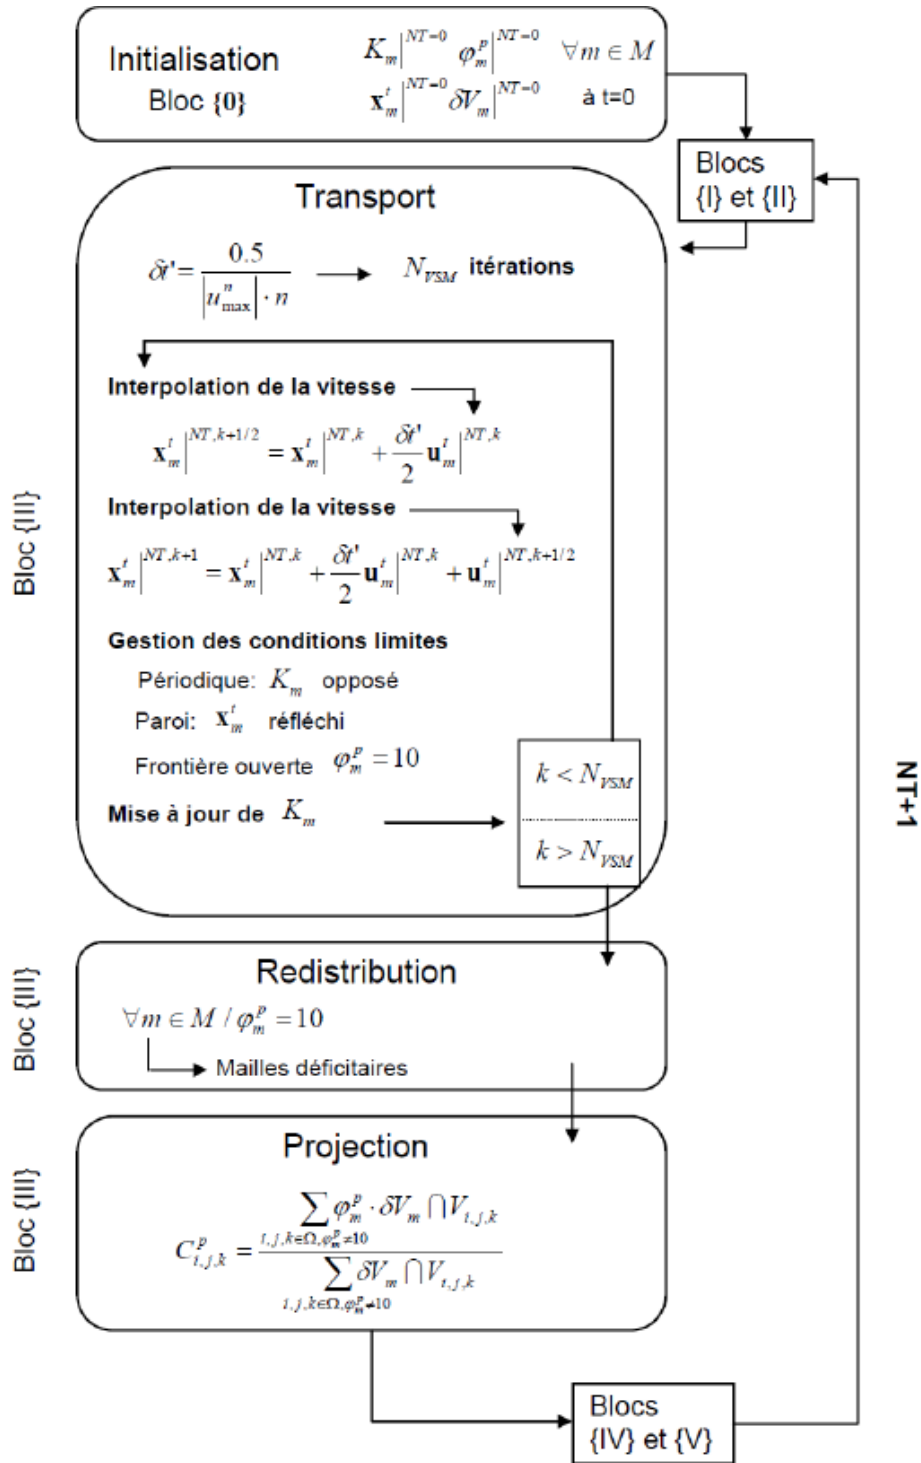 Initialisation K_m|^{NT=0} φ_m^p|^{NT=0} ∀m ∈ M
Bloc {0} x_m^t|^{NT=0} δV_m|^{NT=0} à t=0
Blocs
{I} et {II}
Transport
δt' = 0.5 / (|u_max^n| · n) → N_VSM itérations
Interpolation de la vitesse
x_m^t|^{NT,k+1/2} = x_m^t|^{NT,k} + δt'/2 u_m^t|^{NT,k}
Interpolation de la vitesse
x_m^t|^{NT,k+1} = x_m^t|^{NT,k} + δt'/2 u_m^t|^{NT,k} + u_m^t|^{NT,k+1/2}
Gestion des conditions limites
Périodique: K_m opposé
Paroi: x_m^t réfléchi
Frontière ouverte φ_m^p = 10
Mise à jour de K_m
k < N_VSM
k > N_VSM
Bloc {III}
NT+1
Redistribution
∀m ∈ M / φ_m^p = 10
Mailles déficitaires
Bloc {III}
Projection
C_{i,j,k}^p = ∑_{i,j,k∈Ω,φ_m^p≠10} φ_m^p · δV_m ⋂ V_{i,j,k} / ∑_{i,j,k∈Ω,φ_m^p≠10} δV_m ⋂ V_{i,j,k}
Bloc {III}
Blocs
{IV} et {V}